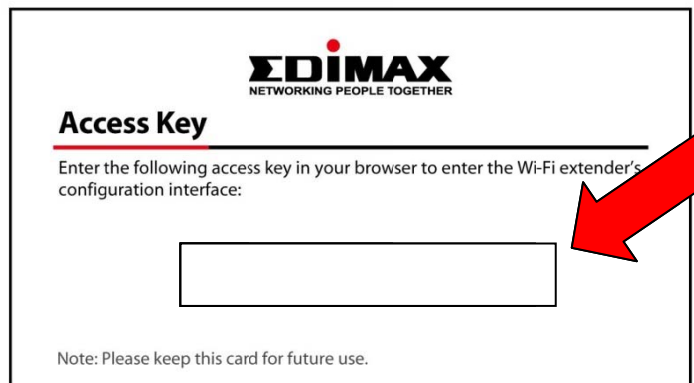 EDIMAX
NETWORKING PEOPLE TOGETHER
Access Key
Enter the following access key in your browser to enter the Wi-Fi extender's
configuration interface:
Note: Please keep this card for future use.